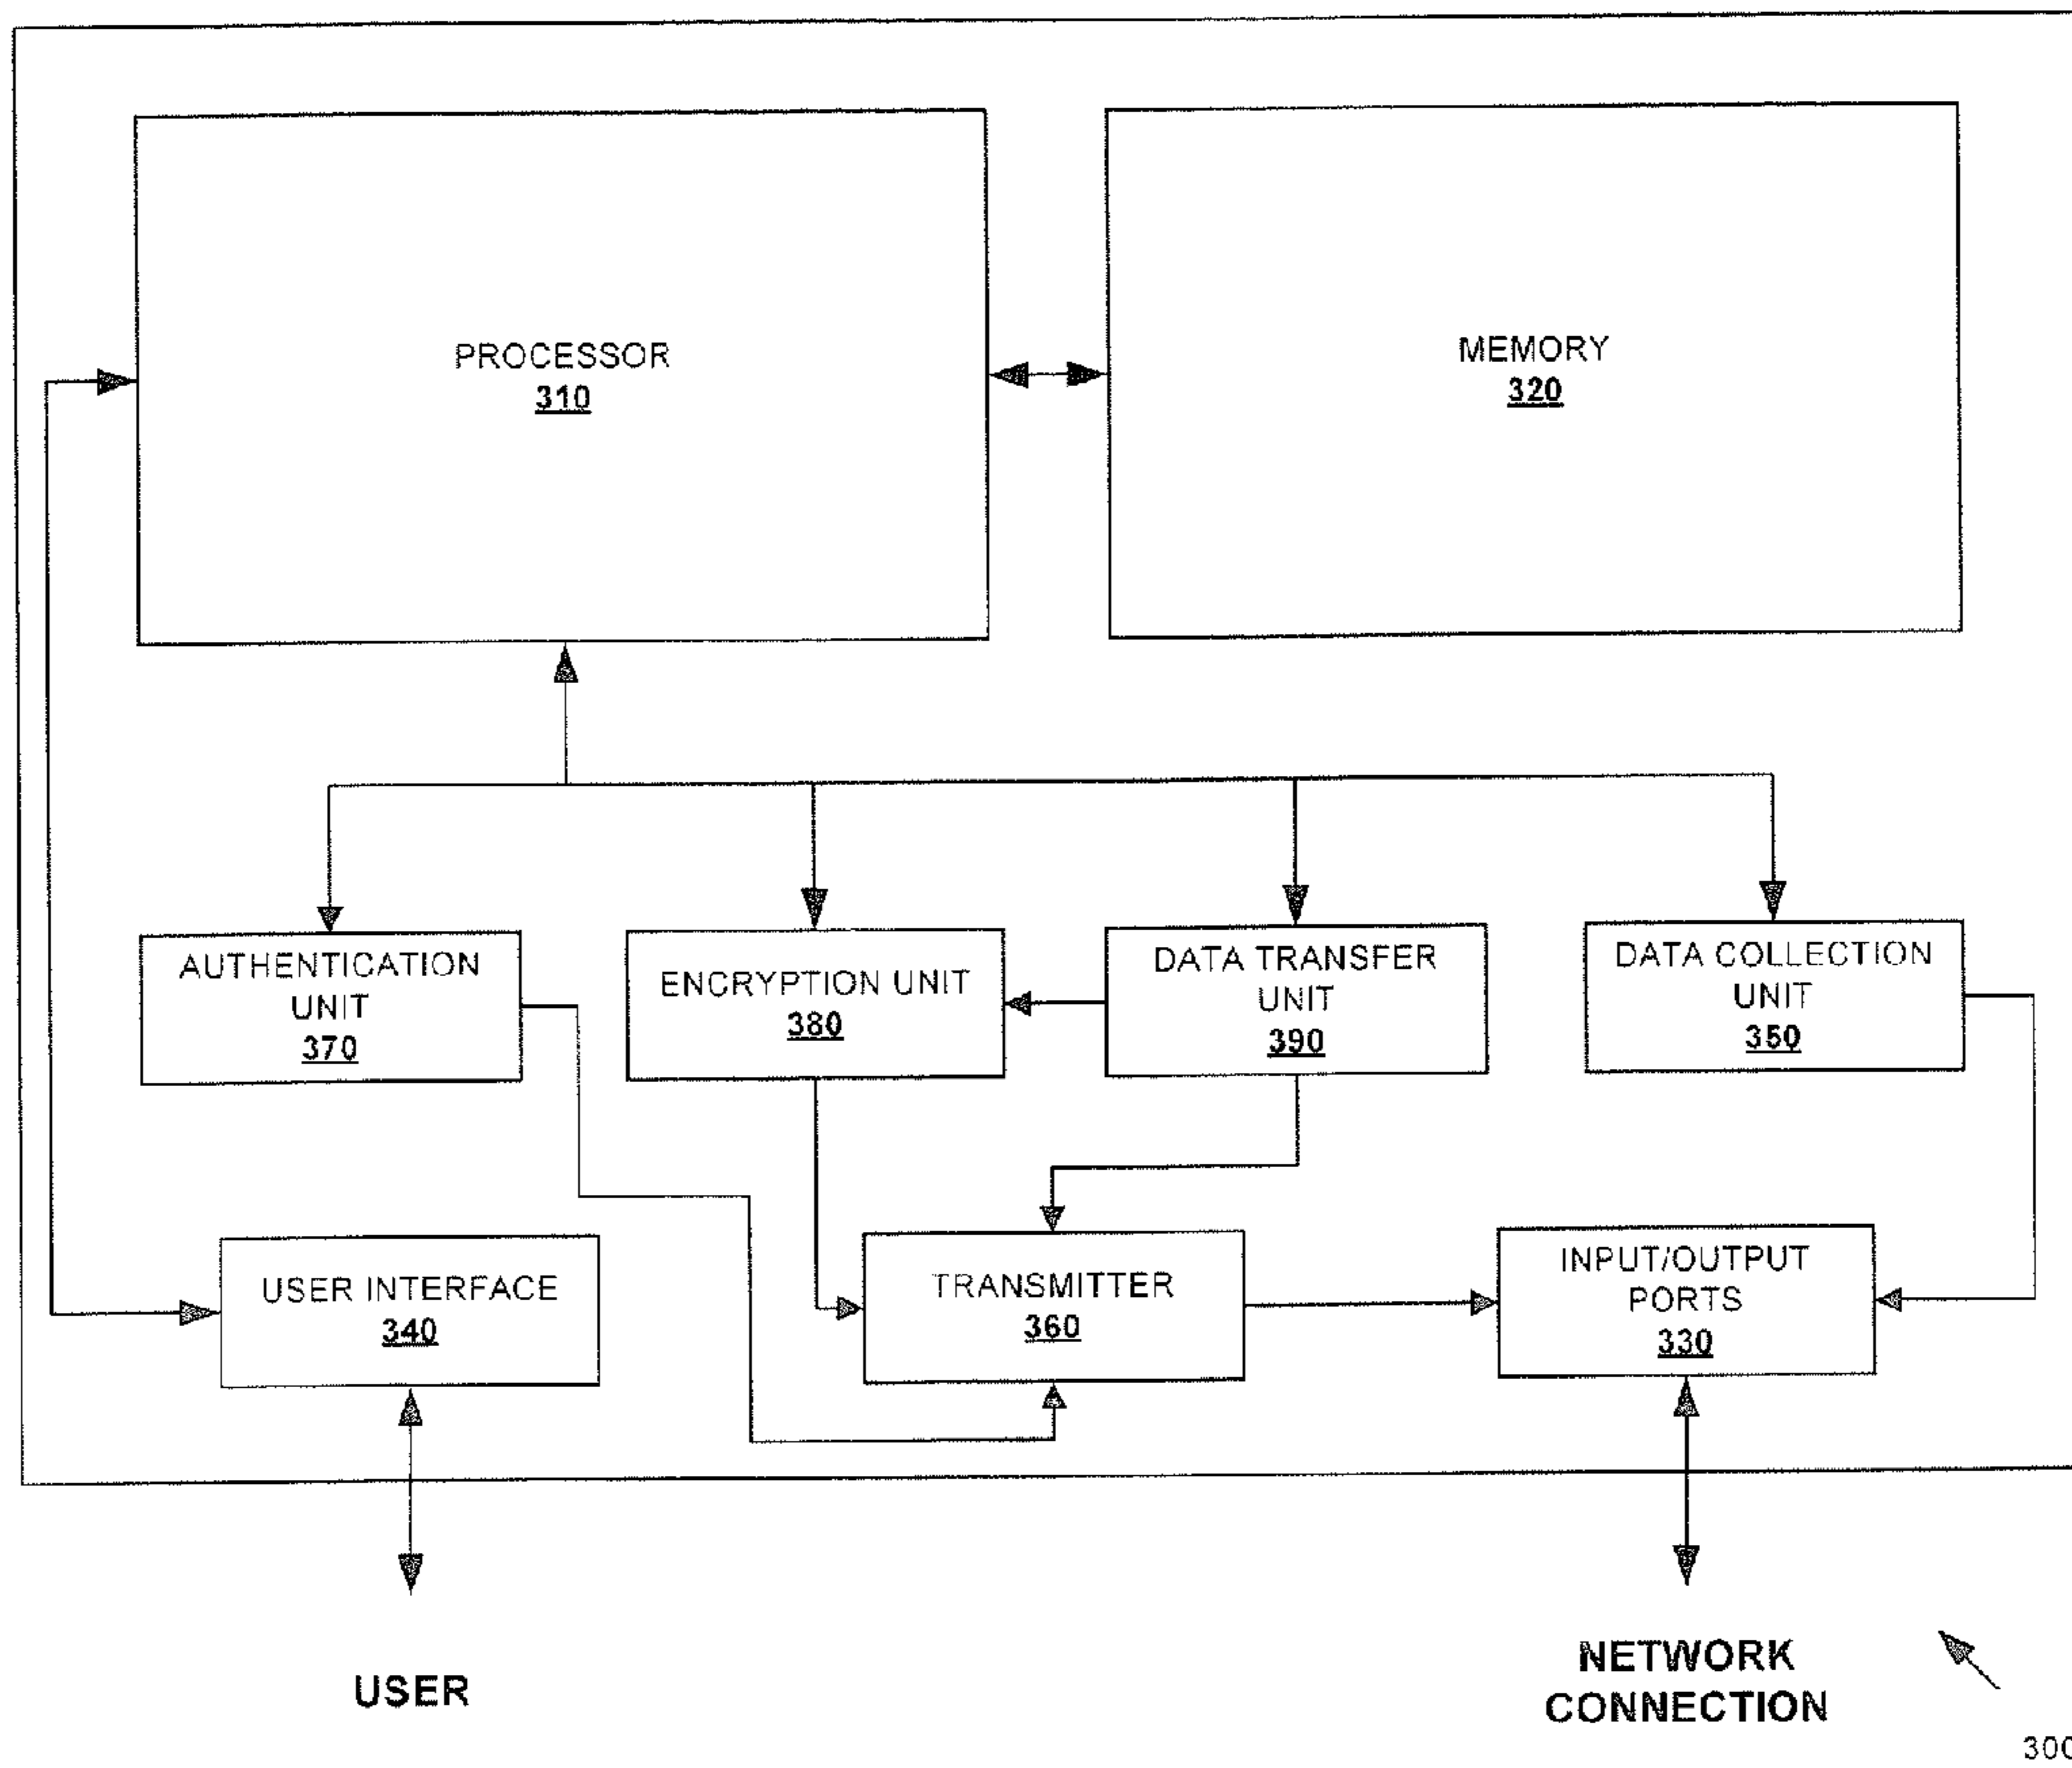 PROCESSOR
310
MEMORY
320
AUTHENTICATION
UNIT
370
ENCRYPTION UNIT
380
DATA TRANSFER
UNIT
390
DATA COLLECTION
UNIT
350
USER INTERFACE
340
TRANSMITTER
360
INPUT/OUTPUT
PORTS
330
USER
NETWORK
CONNECTION
300